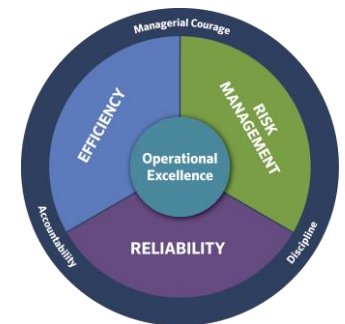 Managerial Courage
EFFICIENCY
RISK
MANAGEMENT
Operational
Excellence
RELIABILITY
Accountability
Discipline